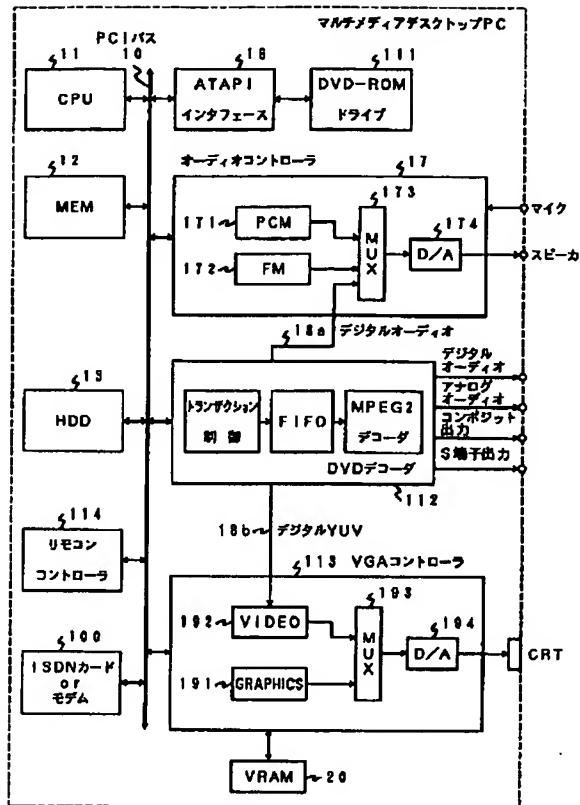 マルチメディアデスクトップPC
PCIバス
10
11
CPU
16
ATAPI
インタフェース
111
DVD-ROM
ドライブ
12
MEM
オーディオコントローラ
17
171
PCM
172
FM
173
MUX
174
D/A
マイク
スピーカ
18a
デジタルオーディオ
13
HDD
トランザクション
制御
FIFO
MPEG2
デコーダ
DVDデコーダ
112
デジタル
オーディオ
アナログ
オーディオ
コンポジット
出力
S端子出力
114
リモコン
コントローラ
18b
デジタルYUV
113
VGAコントローラ
192
VIDEO
191
GRAPHICS
193
MUX
194
D/A
CRT
100
ISDNカード
or
モデム
VRAM
20